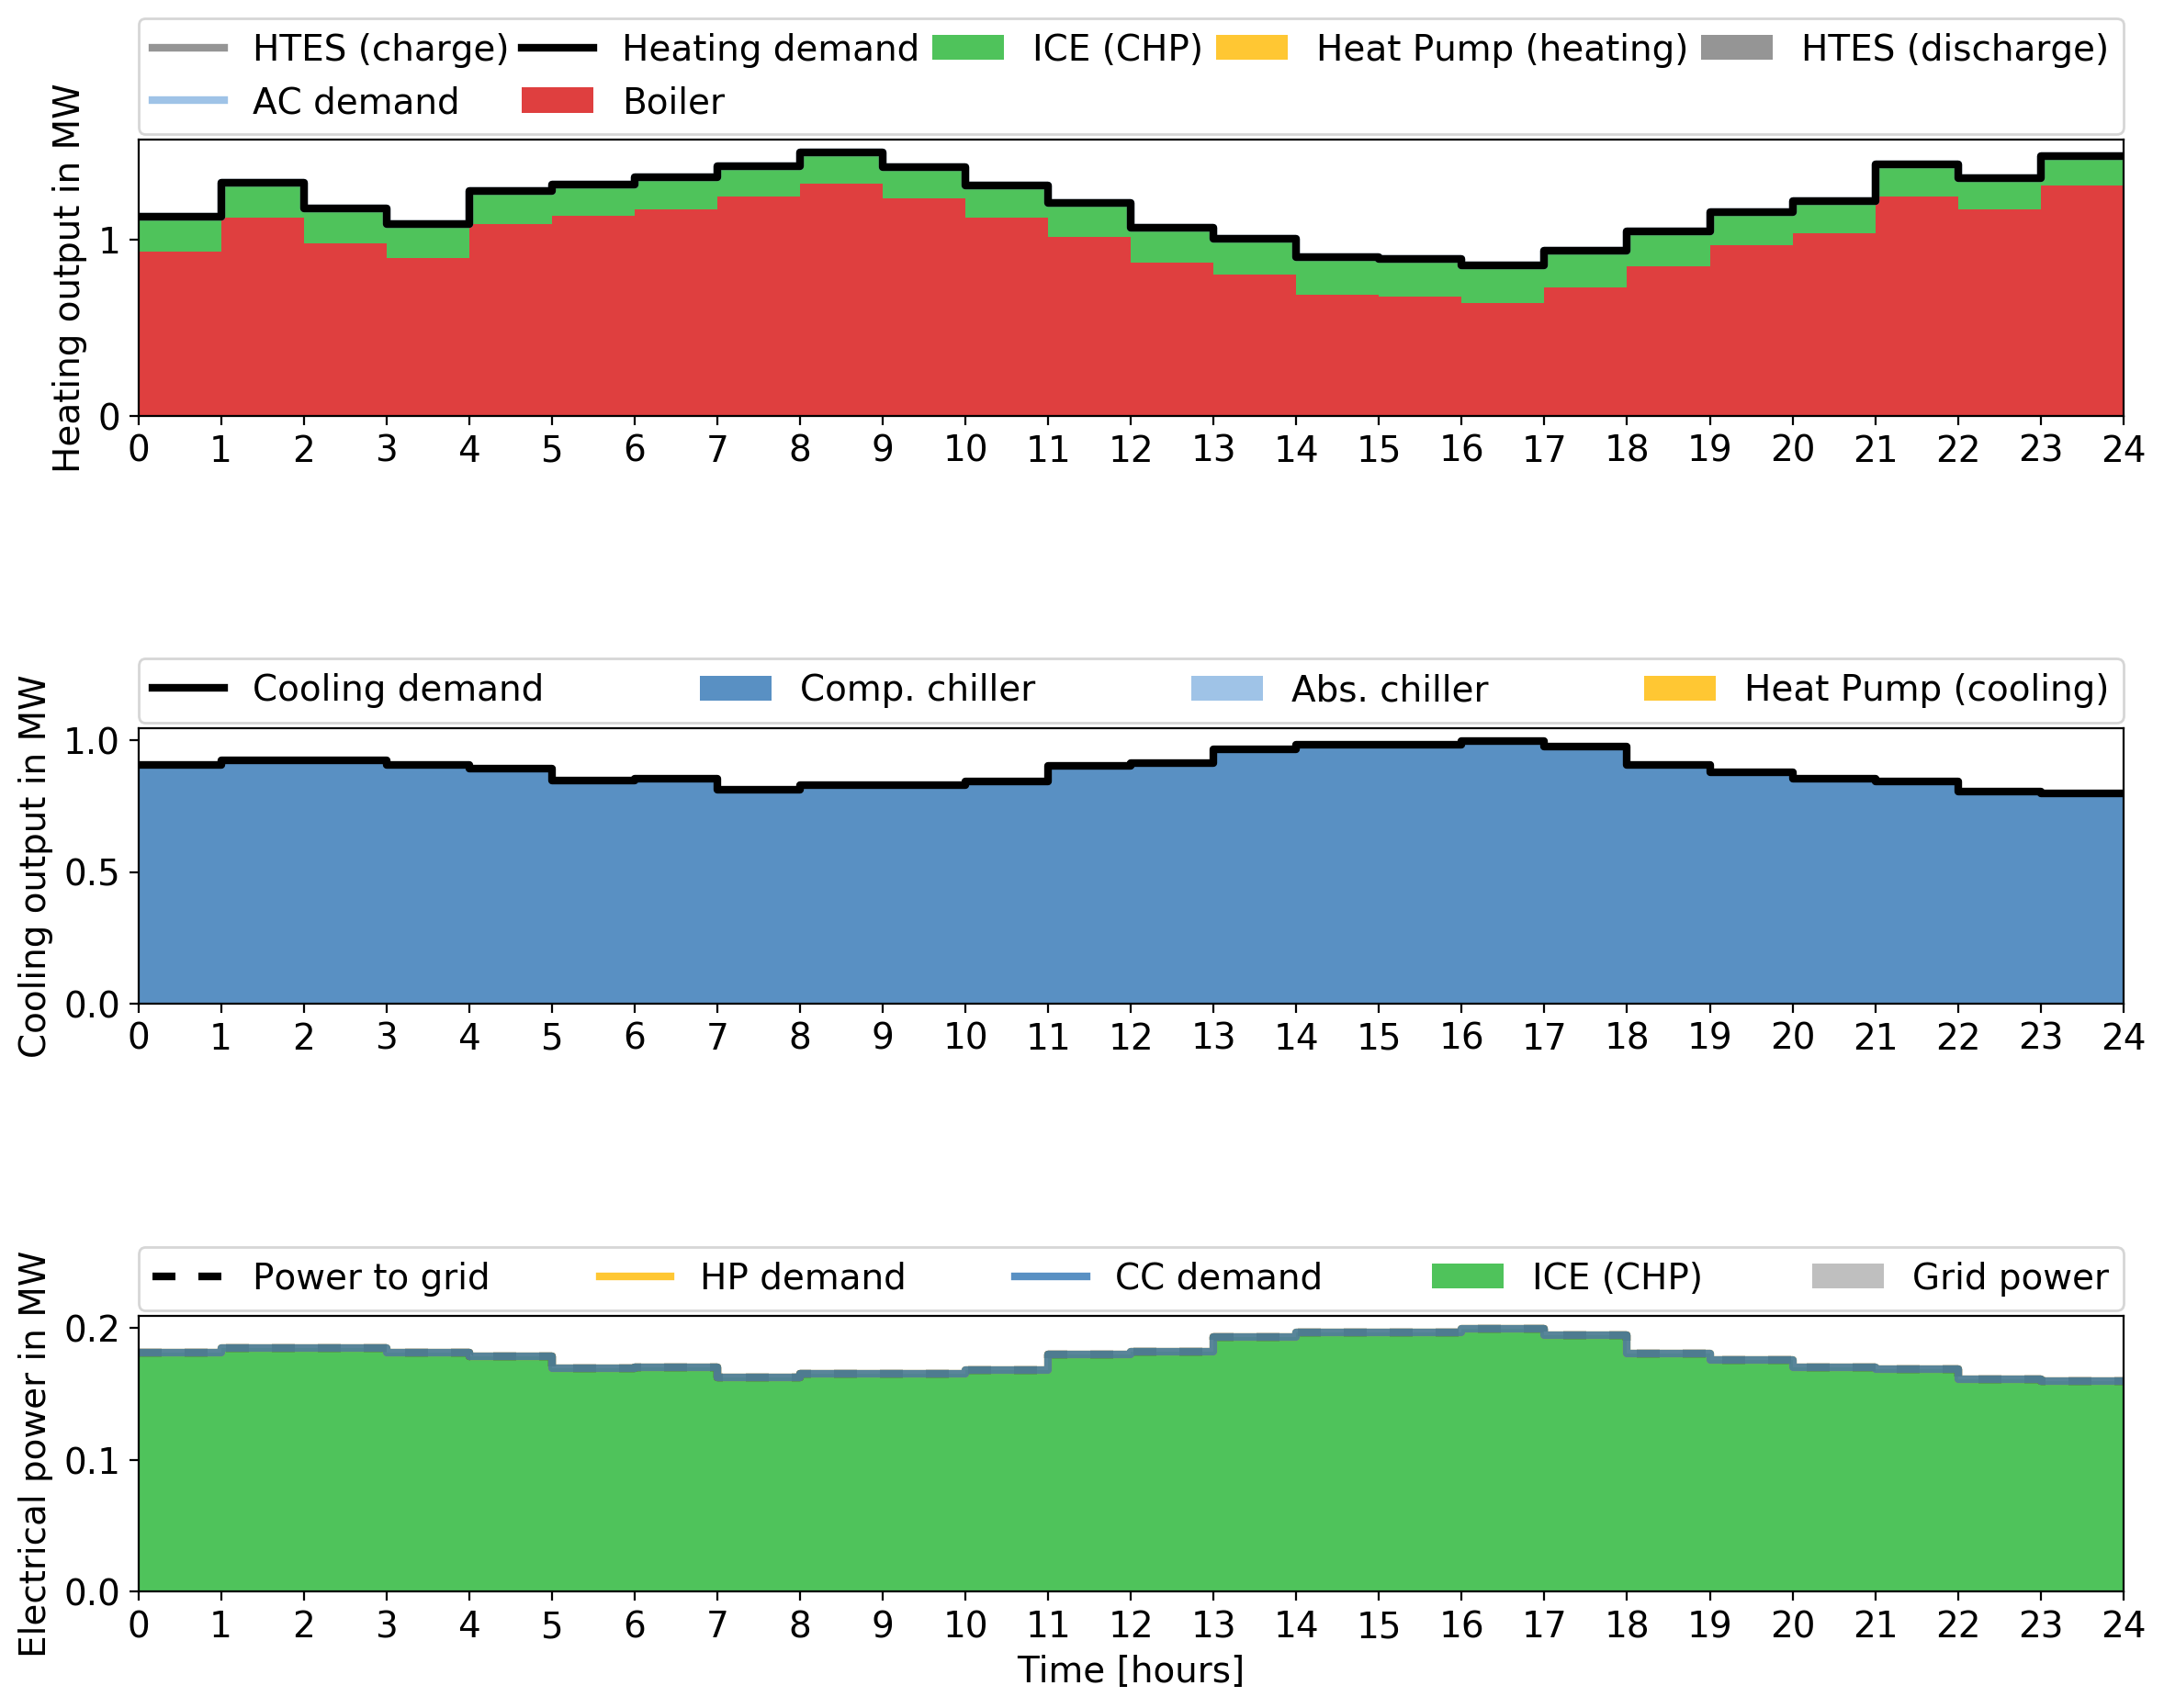 HTES (charge) Heating demand ICE (CHP) Heat Pump (heating) HTES (discharge)
AC demand Boiler
Heating output in MW
1
0
0 1 2 3 4 5 6 7 8 9 10 11 12 13 14 15 16 17 18 19 20 21 22 23 24
Cooling demand Comp. chiller Abs. chiller Heat Pump (cooling)
Cooling output in MW
1.0
0.5
0.0
0 1 2 3 4 5 6 7 8 9 10 11 12 13 14 15 16 17 18 19 20 21 22 23 24
Power to grid HP demand CC demand ICE (CHP) Grid power
Electrical power in MW
0.2
0.1
0.0
0 1 2 3 4 5 6 7 8 9 10 11 12 13 14 15 16 17 18 19 20 21 22 23 24
Time [hours]